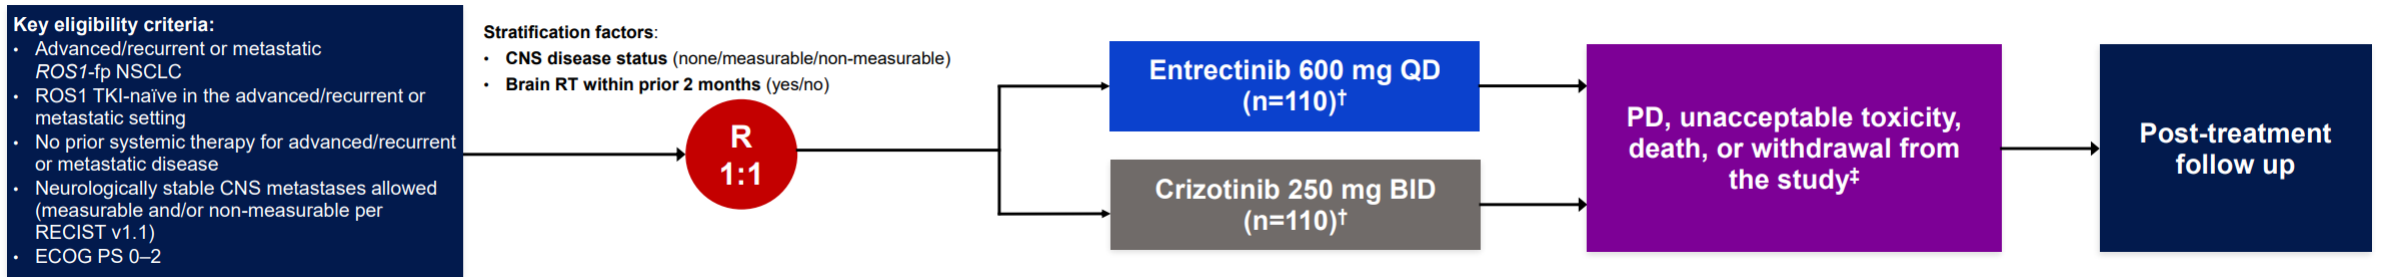 Key eligibility criteria:
• Advanced/recurrent or metastatic
ROS1-fp NSCLC
• ROS1 TKI-naïve in the advanced/recurrent or
metastatic setting
• No prior systemic therapy for advanced/recurrent
or metastatic disease
• Neurologically stable CNS metastases allowed
(measurable and/or non-measurable per
RECIST v1.1)
• ECOG PS 0–2
Stratification factors:
• CNS disease status (none/measurable/non-measurable)
• Brain RT within prior 2 months (yes/no)
R
1:1
Entrectinib 600 mg QD
(n=110)†
Crizotinib 250 mg BID
(n=110)†
PD, unacceptable toxicity,
death, or withdrawal from
the study‡
Post-treatment
follow up